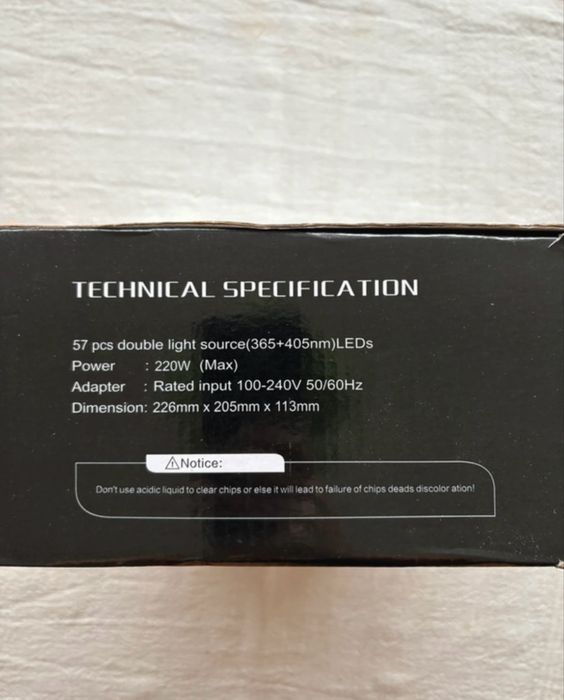 TECHNICAL SPECIFICATION
57 pcs double light source(365+405nm)LEDs
Power : 220W (Max)
Adapter : Rated input 100-240V 50/60Hz
Dimension: 226mm x 205mm x 113mm
⚠Notice:
Don't use acidic liquid to clear chips or else it will lead to failure of chips deads discolor ation!